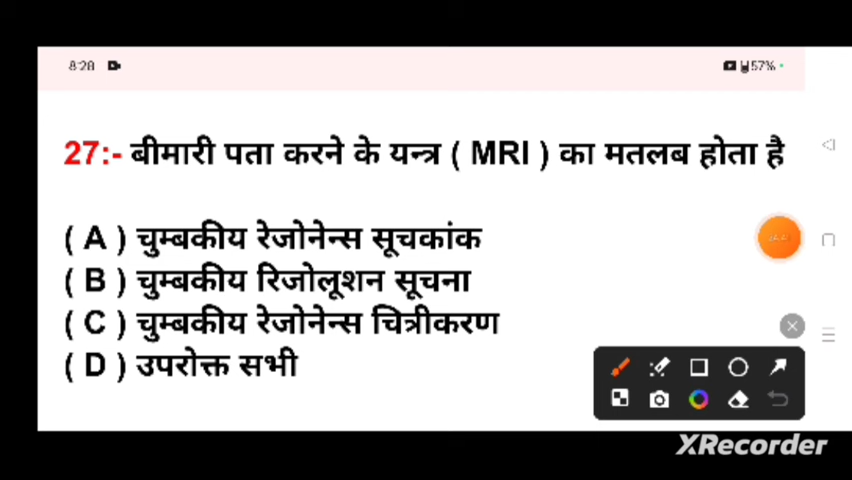 8:28
57%
27:- बीमारी पता करने के यन्त्र ( MRI ) का मतलब होता है
( A ) चुम्बकीय रेजोनेन्स सूचकांक
( B ) चुम्बकीय रिजोलूशन सूचना
( C ) चुम्बकीय रेजोनेन्स चित्रीकरण
( D ) उपरोक्त सभी
XRecorder